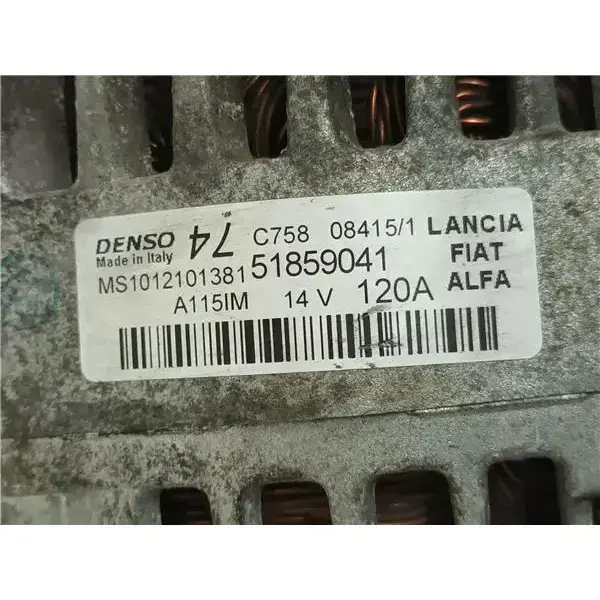 DENSO 74 C758 08415/1 LANCIA
Made in Italy FIAT
MS1012101381 51859041 ALFA
A115IM 14 V 120A